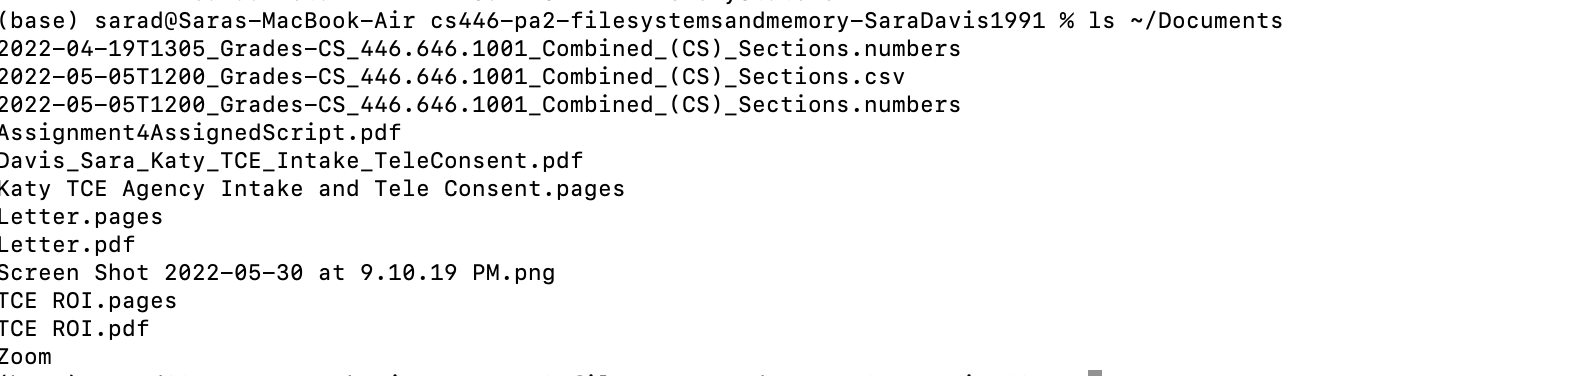 (base) sarad@Saras-MacBook-Air cs446-pa2-filesystemsandmemory-SaraDavis1991 % ls ~/Documents
2022-04-19T1305_Grades-CS_446.646.1001_Combined_(CS)_Sections.numbers
2022-05-05T1200_Grades-CS_446.646.1001_Combined_(CS)_Sections.csv
2022-05-05T1200_Grades-CS_446.646.1001_Combined_(CS)_Sections.numbers
Assignment4AssignedScript.pdf
Davis_Sara_Katy_TCE_Intake_TeleConsent.pdf
Katy TCE Agency Intake and Tele Consent.pages
Letter.pages
Letter.pdf
Screen Shot 2022-05-30 at 9.10.19 PM.png
TCE ROI.pages
TCE ROI.pdf
Zoom